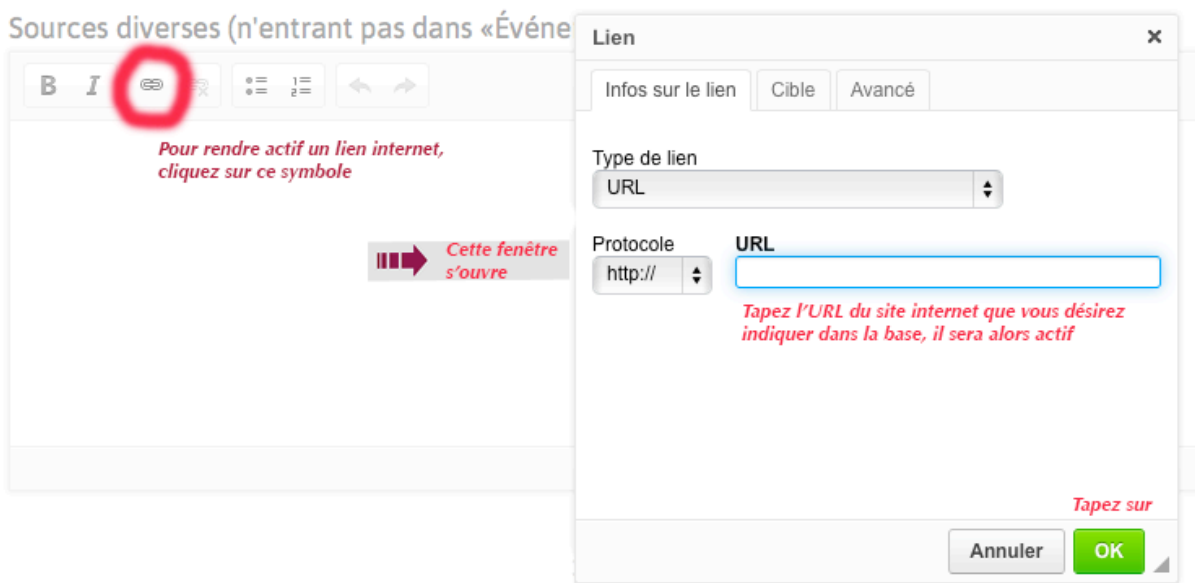 Sources diverses (n'entrant pas dans «Événe
B I
Pour rendre actif un lien internet,
cliquez sur ce symbole
Cette fenêtre
s'ouvre
Lien
Infos sur le lien Cible Avancé
Type de lien
URL
Protocole URL
http://
Tapez l'URL du site internet que vous désirez
indiquer dans la base, il sera alors actif
Tapez sur
Annuler OK